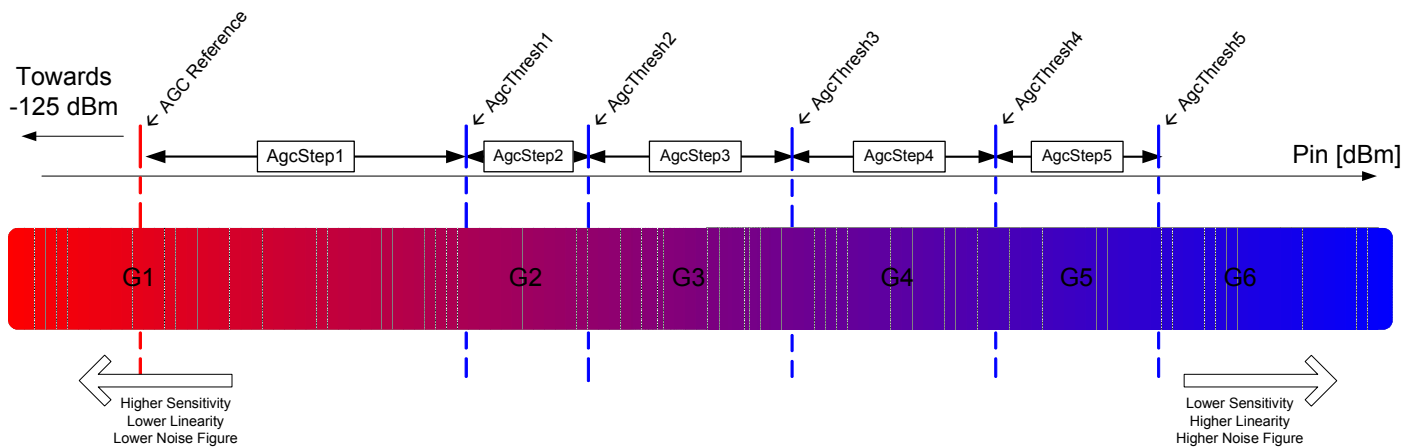 Towards
-125 dBm
← AGC Reference
← AgcThresh1
← AgcThresh2
← AgcThresh3
← AgcThresh4
← AgcThresh5
AgcStep1
AgcStep2
AgcStep3
AgcStep4
AgcStep5
Pin [dBm]
G1
G2
G3
G4
G5
G6
Higher Sensitivity
Lower Linearity
Lower Noise Figure
Lower Sensitivity
Higher Linearity
Higher Noise Figure